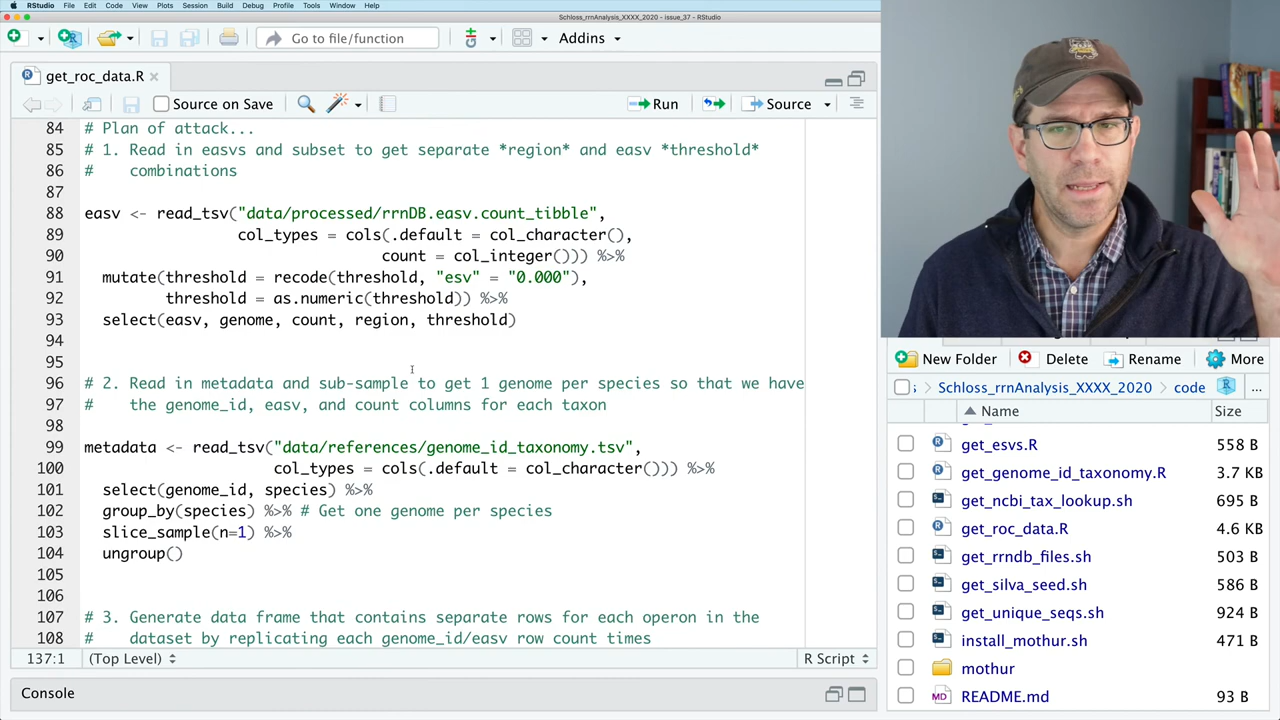 RStudio File Edit Code View Plots Session Build Debug Profile Tools Window Help
Schloss_rrnAnalysis_XXXX_2020 - issue_37 - RStudio
Go to file/function Addins
get_roc_data.R
Source on Save Run Source
84 # Plan of attack...
85 # 1. Read in easvs and subset to get separate *region* and easv *threshold*
86 #    combinations
87
88 easv <- read_tsv("data/processed/rrnDB.easv.count_tibble",
89                  col_types = cols(.default = col_character(),
90                                  count = col_integer())) %>%
91   mutate(threshold = recode(threshold, "esv" = "0.000"),
92          threshold = as.numeric(threshold)) %>%
93   select(easv, genome, count, region, threshold)
94
95
96 # 2. Read in metadata and sub-sample to get 1 genome per species so that we have
97 #    the genome_id, easv, and count columns for each taxon
98
99 metadata <- read_tsv("data/references/genome_id_taxonomy.tsv",
100                      col_types = cols(.default = col_character())) %>%
101   select(genome_id, species) %>%
102   group_by(species) %>% # Get one genome per species
103   slice_sample(n=1) %>%
104   ungroup()
105
106
107 # 3. Generate data frame that contains separate rows for each operon in the
108 #    dataset by rplicating each genome_id/easv row count times
137:1 (Top Level) R Script
Console
New Folder Delete Rename More
s Schloss_rrnAnalysis_XXXX_2020 code ...
Name Size
get_esvs.R 558 B
get_genome_id_taxonomy.R 3.7 KB
get_ncbi_tax_lookup.sh 695 B
get_roc_data.R 4.6 KB
get_rrndb_files.sh 503 B
get_silva_seed.sh 586 B
get_unique_seqs.sh 924 B
install_mothur.sh 471 B
mothur
README.md 93 B